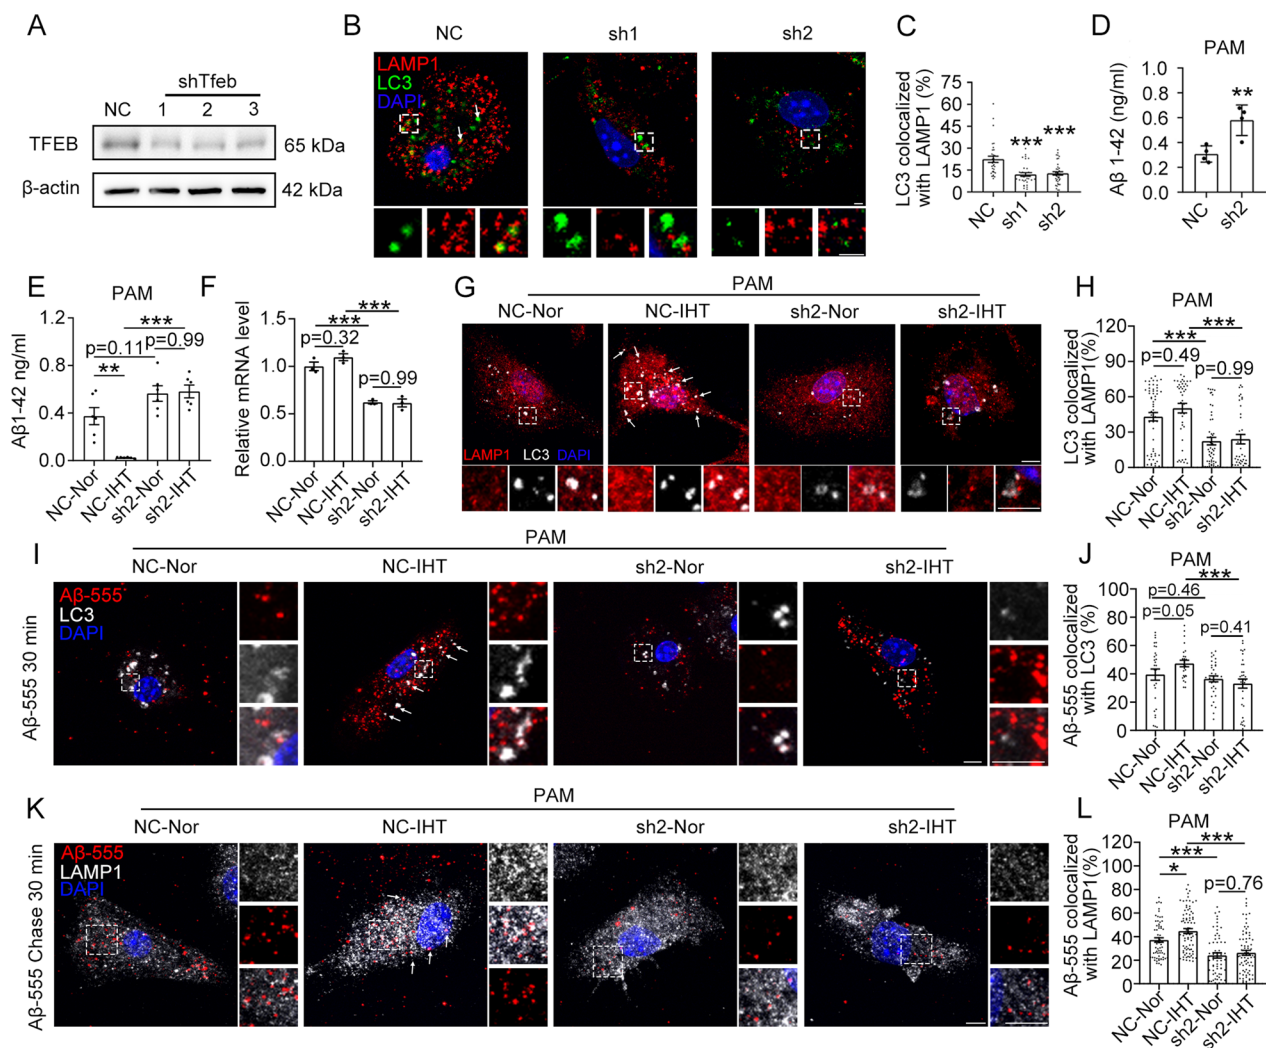 A
shTfeb
NC 1 2 3
TFEB
65 kDa
β-actin
42 kDa
B
NC
sh1
sh2
LAMP1
LC3
DAPI
C
LC3 colocalized
with LAMP1 (%)
75
60
45
30
15
0
***
***
NC
sh1
sh2
D
PAM
Aβ 1-42 (ng/ml)
1.0
0.8
0.6
0.4
0.2
0.0
**
NC
sh2
E
PAM
Aβ1-42 ng/ml
1.2
0.8
0.4
0.0
***
p=0.11
p=0.99
**
NC-Nor
NC-IHT
sh2-Nor
sh2-IHT
F
Relative mRNA level
1.5
1.0
0.5
0.0
***
***
p=0.32
p=0.99
NC-Nor
NC-IHT
sh2-Nor
sh2-IHT
G
PAM
NC-Nor
NC-IHT
sh2-Nor
sh2-IHT
LAMP1 LC3 DAPI
H
PAM
LC3 colocalized
with LAMP1(%)
120
90
60
30
0
***
***
p=0.49
p=0.99
NC-Nor
NC-IHT
sh2-Nor
sh2-IHT
I
PAM
NC-Nor
NC-IHT
sh2-Nor
sh2-IHT
Aβ-555 30 min
Aβ-555
LC3
DAPI
J
PAM
Aβ-555 colocalized
with LC3 (%)
100
80
60
40
20
0
***
p=0.46
p=0.05
p=0.41
NC-Nor
NC-IHT
sh2-Nor
sh2-IHT
K
PAM
NC-Nor
NC-IHT
sh2-Nor
sh2-IHT
Aβ-555 Chase 30 min
Aβ-555
LAMP1
DAPI
L
PAM
Aβ-555 colocalized
with LAMP1(%)
120
100
80
60
40
20
0
***
***
*
p=0.76
NC-Nor
NC-IHT
sh2-Nor
sh2-IHT